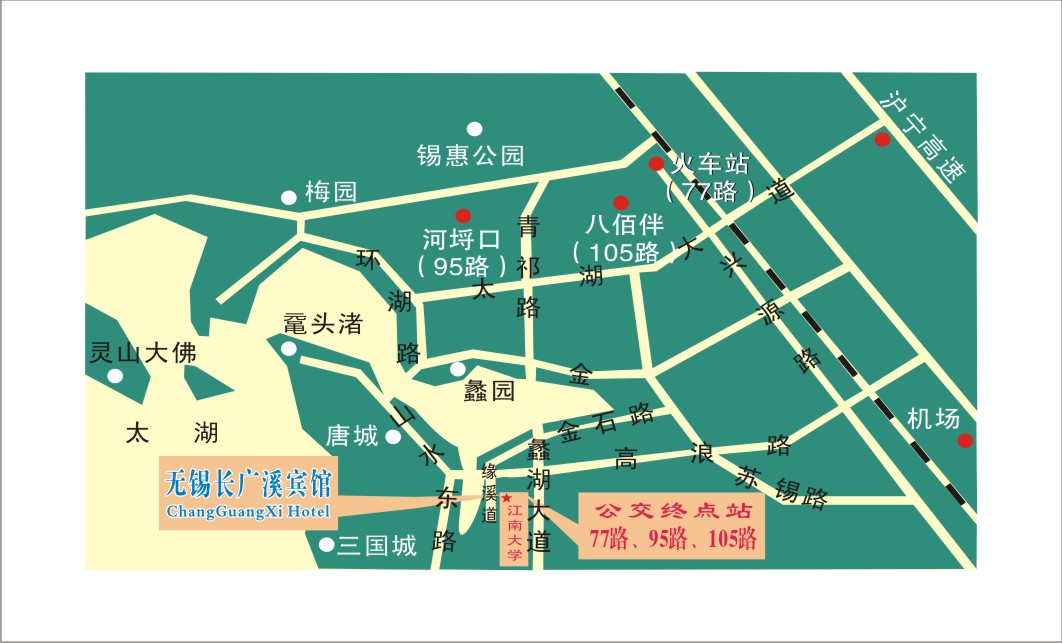 沪宁高速
锡惠公园
火车站
（77路）
梅园
八佰伴
（105路）
河埒口
（95路）
青祁路
太湖大道
环湖路
大兴源路
鼋头渚
灵山大佛
蠡园
金
太湖
唐城
山水东路
金石路
蠡湖大道
高浪路
机场
苏锡路
缘溪道
无锡长广溪宾馆
ChangGuangXi Hotel
江南大学
公交终点站
77路、95路、105路
三国城